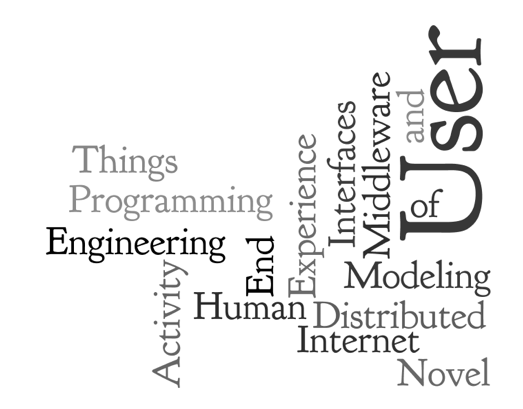 User
and
of
Middleware
Interfaces
Experience
Things
Programming
Engineering
End
Modeling
Activity
Human
Distributed
Internet
Novel